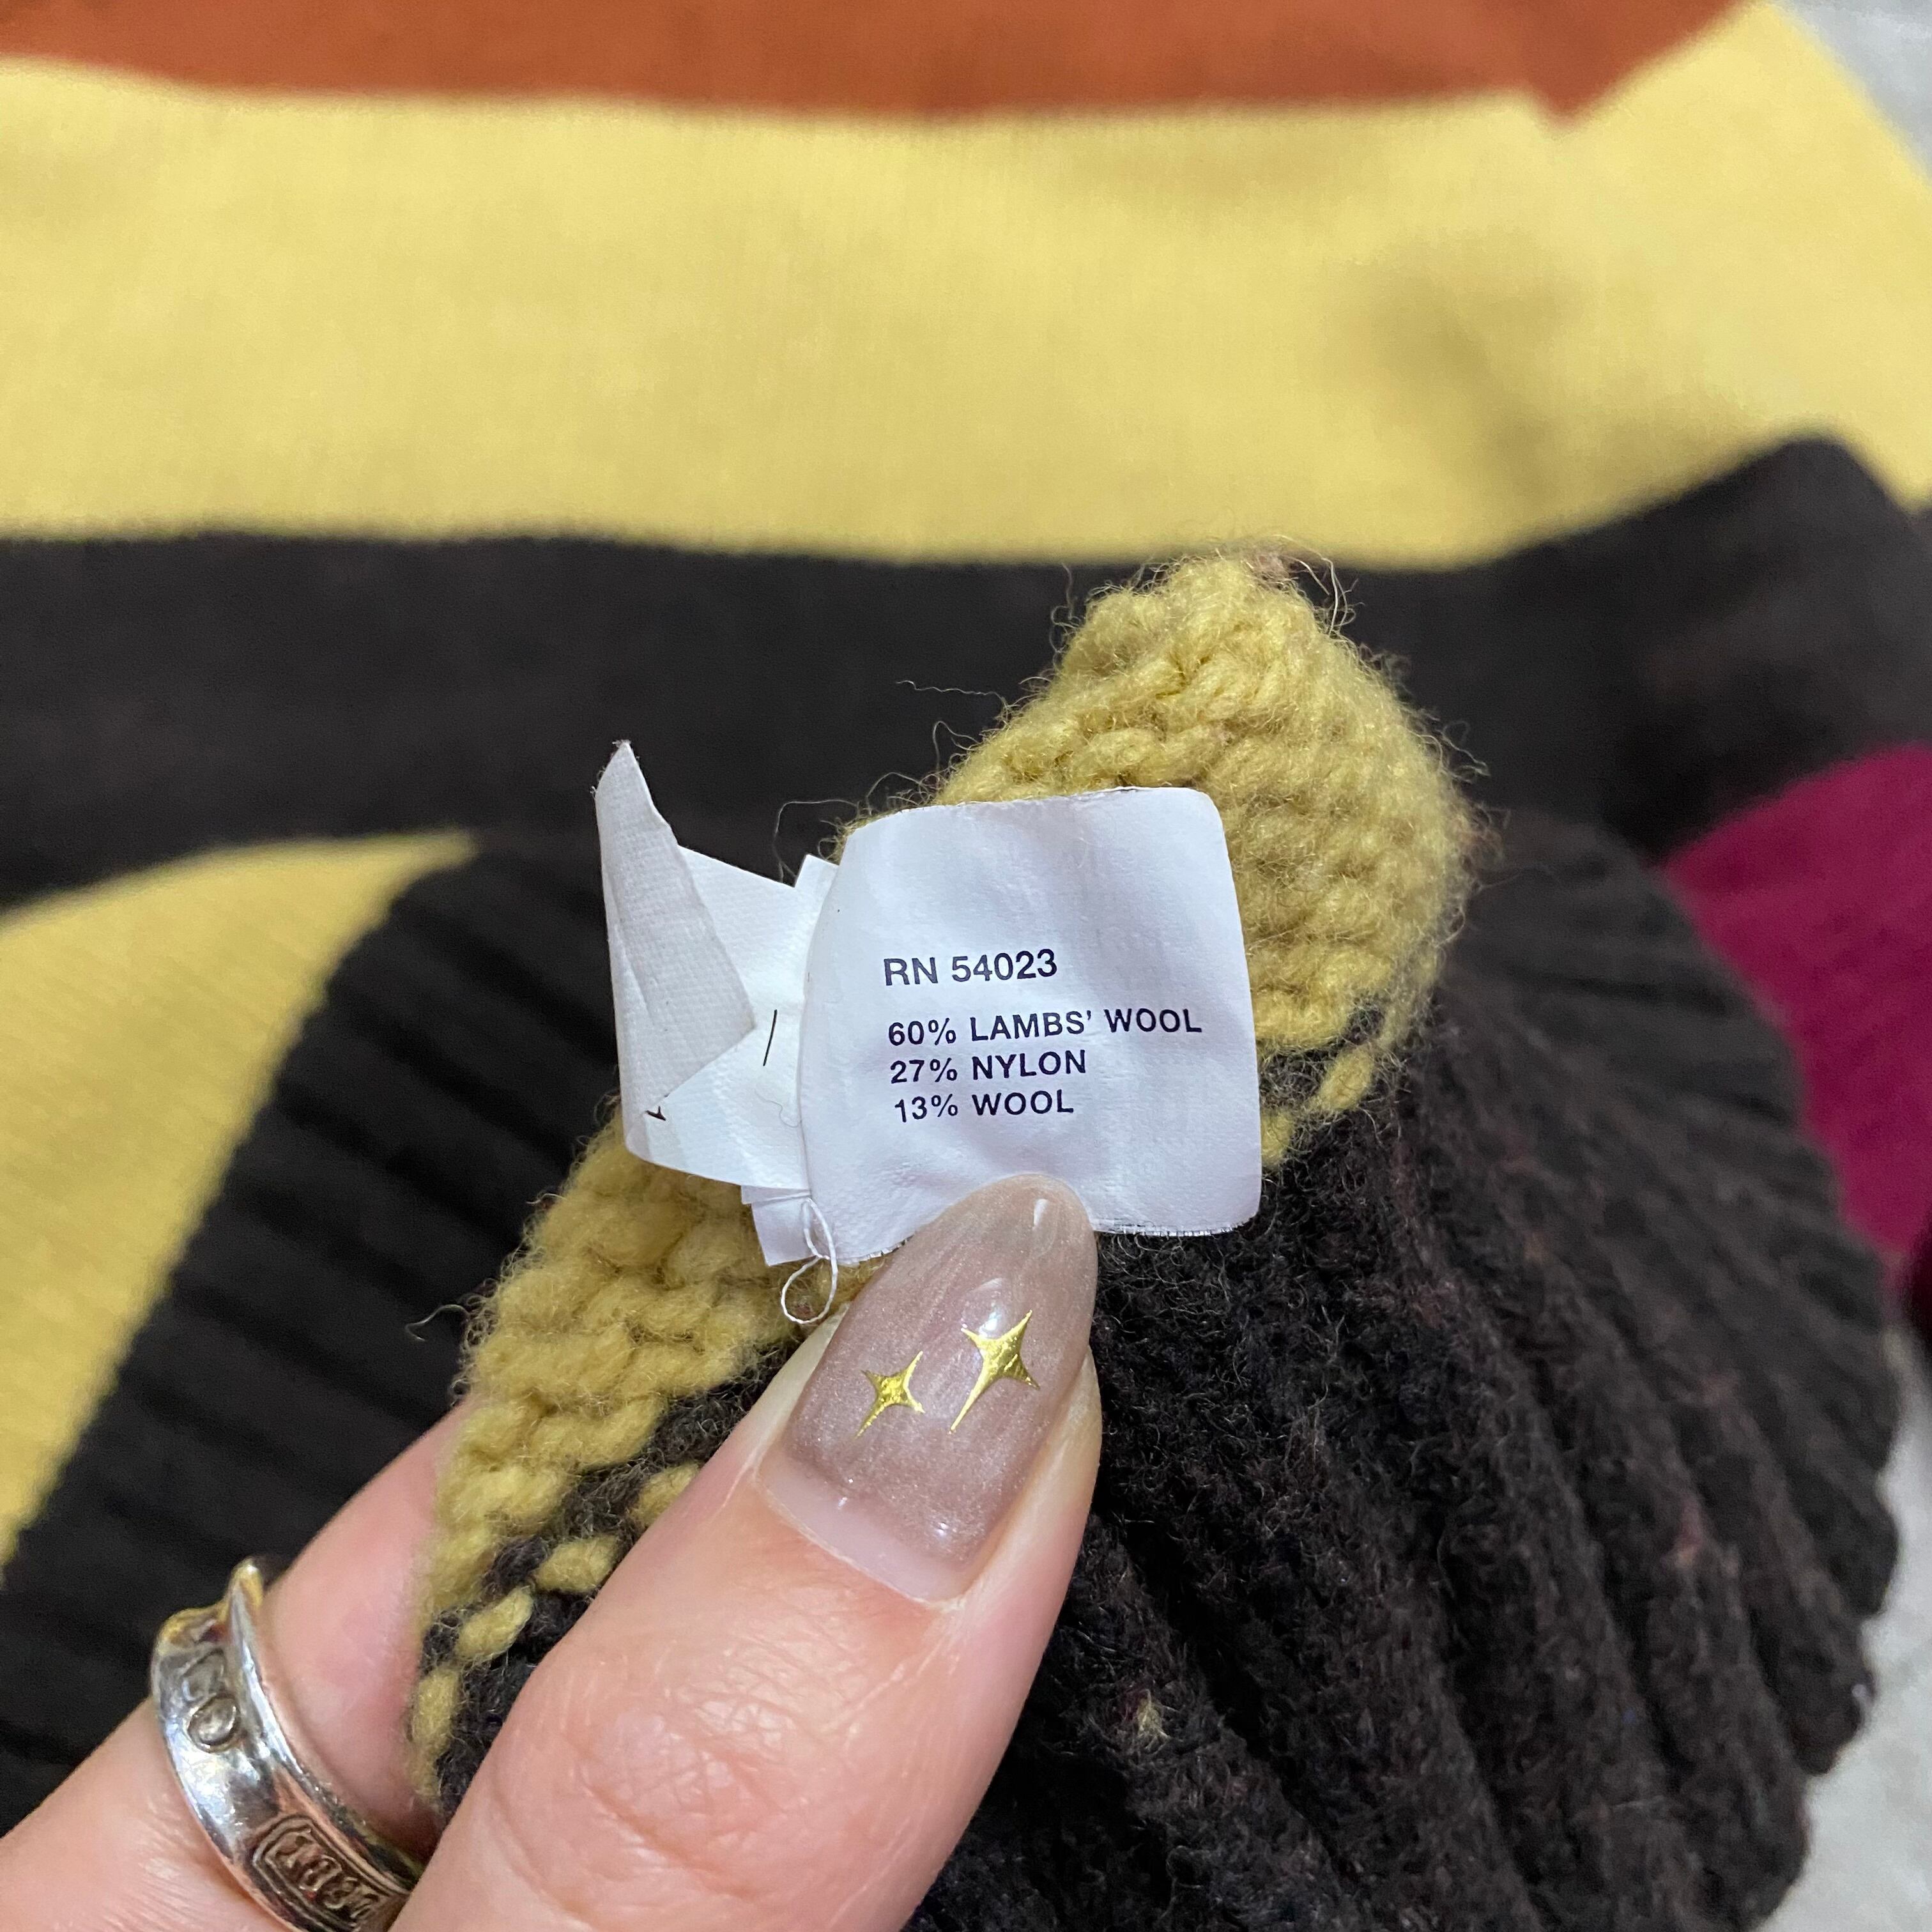 RN 54023
60% LAMBS' WOOL
27% NYLON
13% WOOL